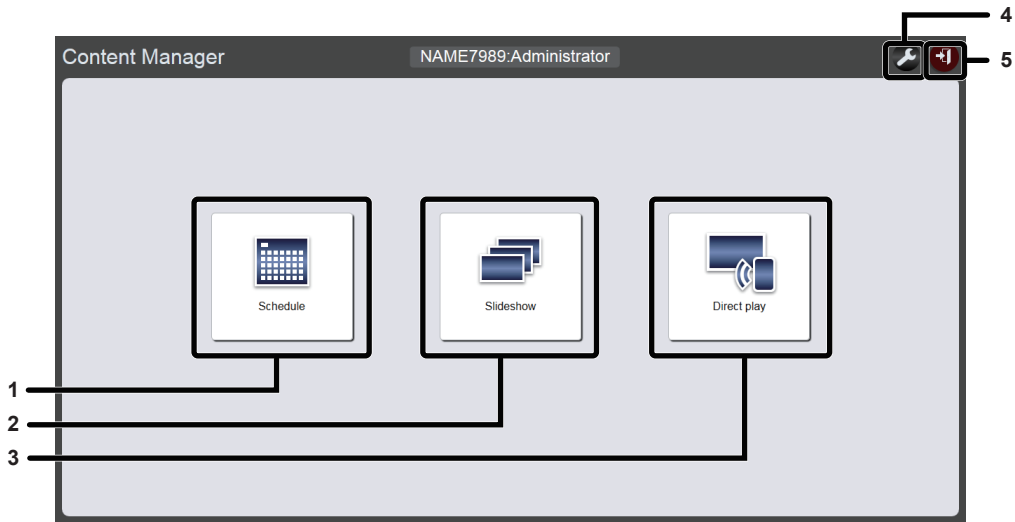 4
Content Manager NAME7989:Administrator
5
Schedule Slideshow Direct play
1
2
3